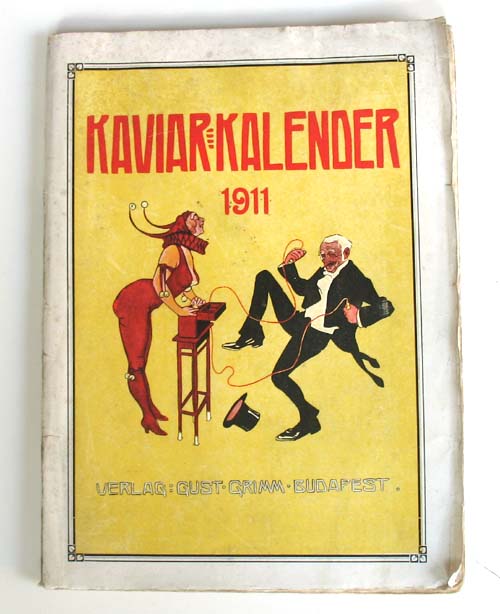 KAVIAR=KALENDER
1911
VERLAG: GUST· GRIMM · BUDAPEST.